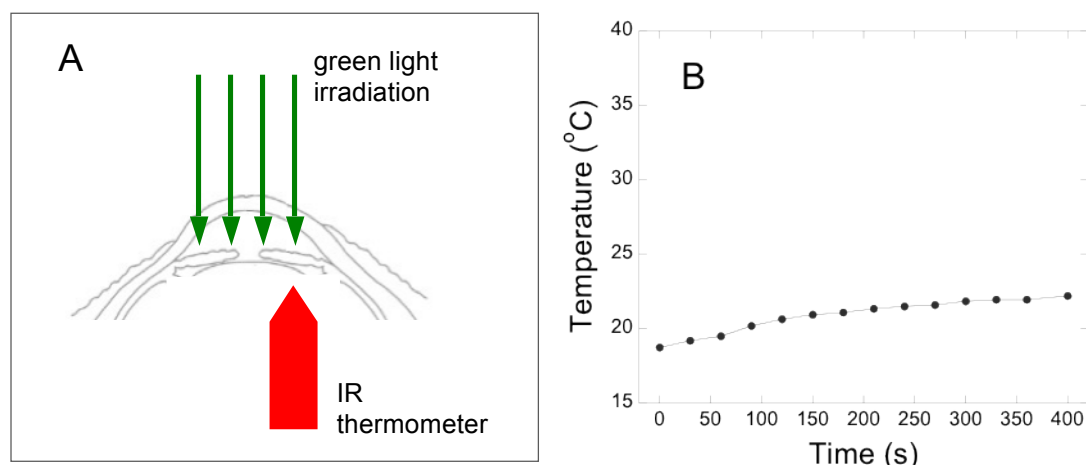 A
green light
irradiation
IR
thermometer
B
40
35
30
25
20
15
Temperature (°C)
0 50 100 150 200 250 300 350 400
Time (s)